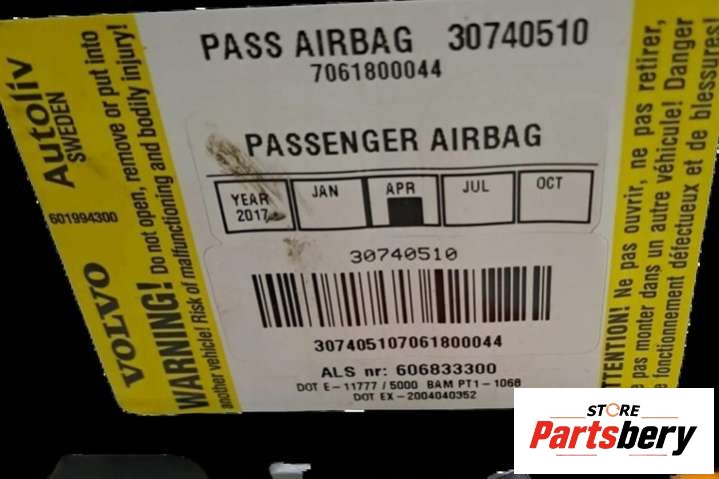 PASS AIRBAG 30740510
7061800044
PASSENGER AIRBAG
YEAR
2017
JAN
APR
JUL
OCT
30740510
307405107061800044
ALS nr: 606833300
DOT E-11777 / 5000 BAM PT1-1068
DOT EX-2004040352
Autoliv
SWEDEN
601994300
VOLVO
WARNING! Do not open, remove or put into
another vehicle! Risk of malfunctioning and bodily injury!
ATTENTION! Ne pas ouvrir, ne pas retirer,
ne pas monter dans un autre véhicule! Danger
de fonctionnement défectueux et de blessures!
STORE
Partsbery